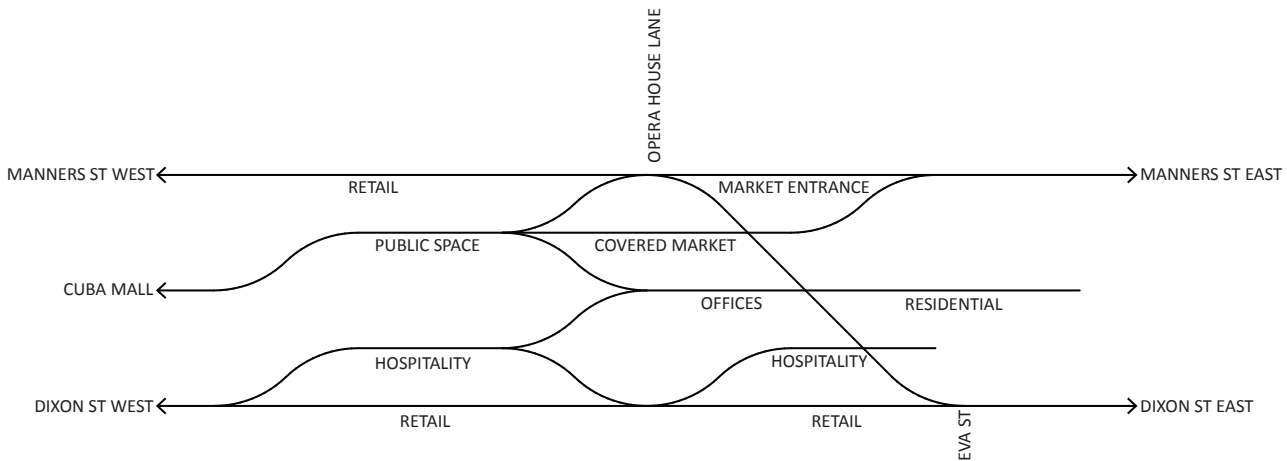 OPERA HOUSE LANE
MANNERS ST WEST
RETAIL
MARKET ENTRANCE
MANNERS ST EAST
PUBLIC SPACE
COVERED MARKET
CUBA MALL
OFFICES
RESIDENTIAL
HOSPITALITY
HOSPITALITY
DIXON ST WEST
RETAIL
RETAIL
DIXON ST EAST
EVA ST